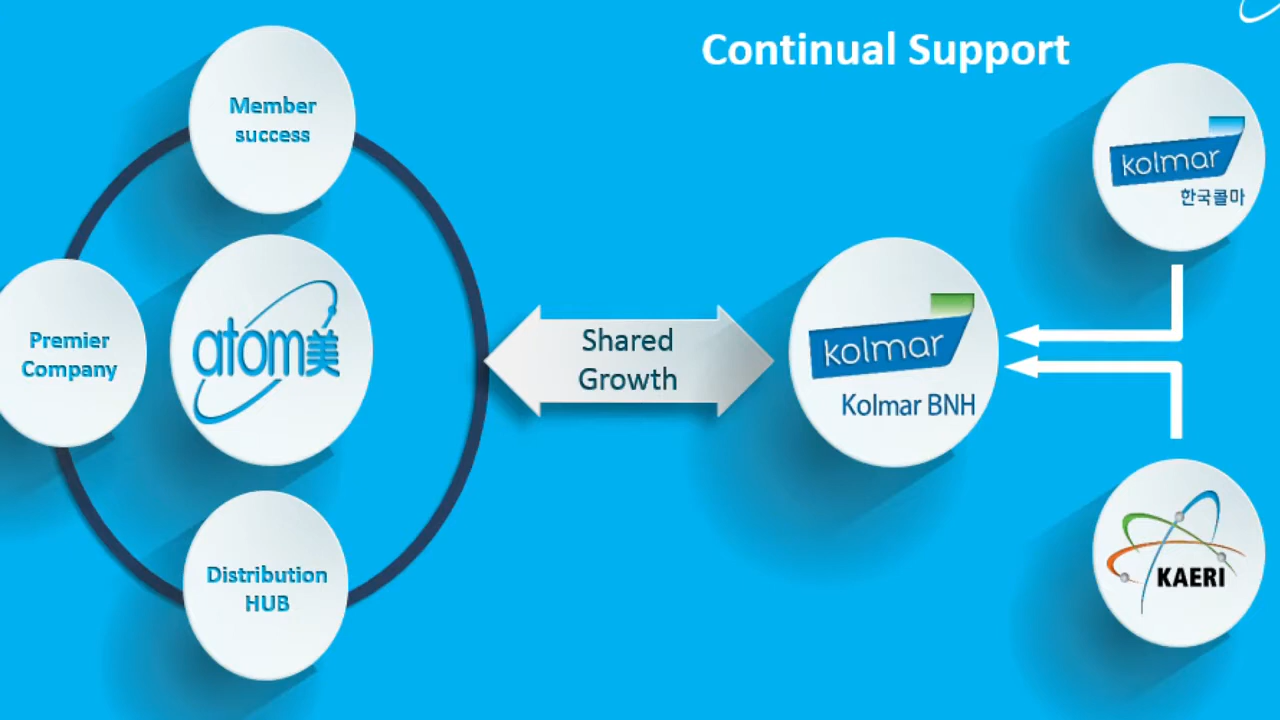 Continual Support
Member
success
Premier
Company
atom美
Distribution
HUB
Shared
Growth
kolmar
Kolmar BNH
kolmar
한국콜마
KAERI